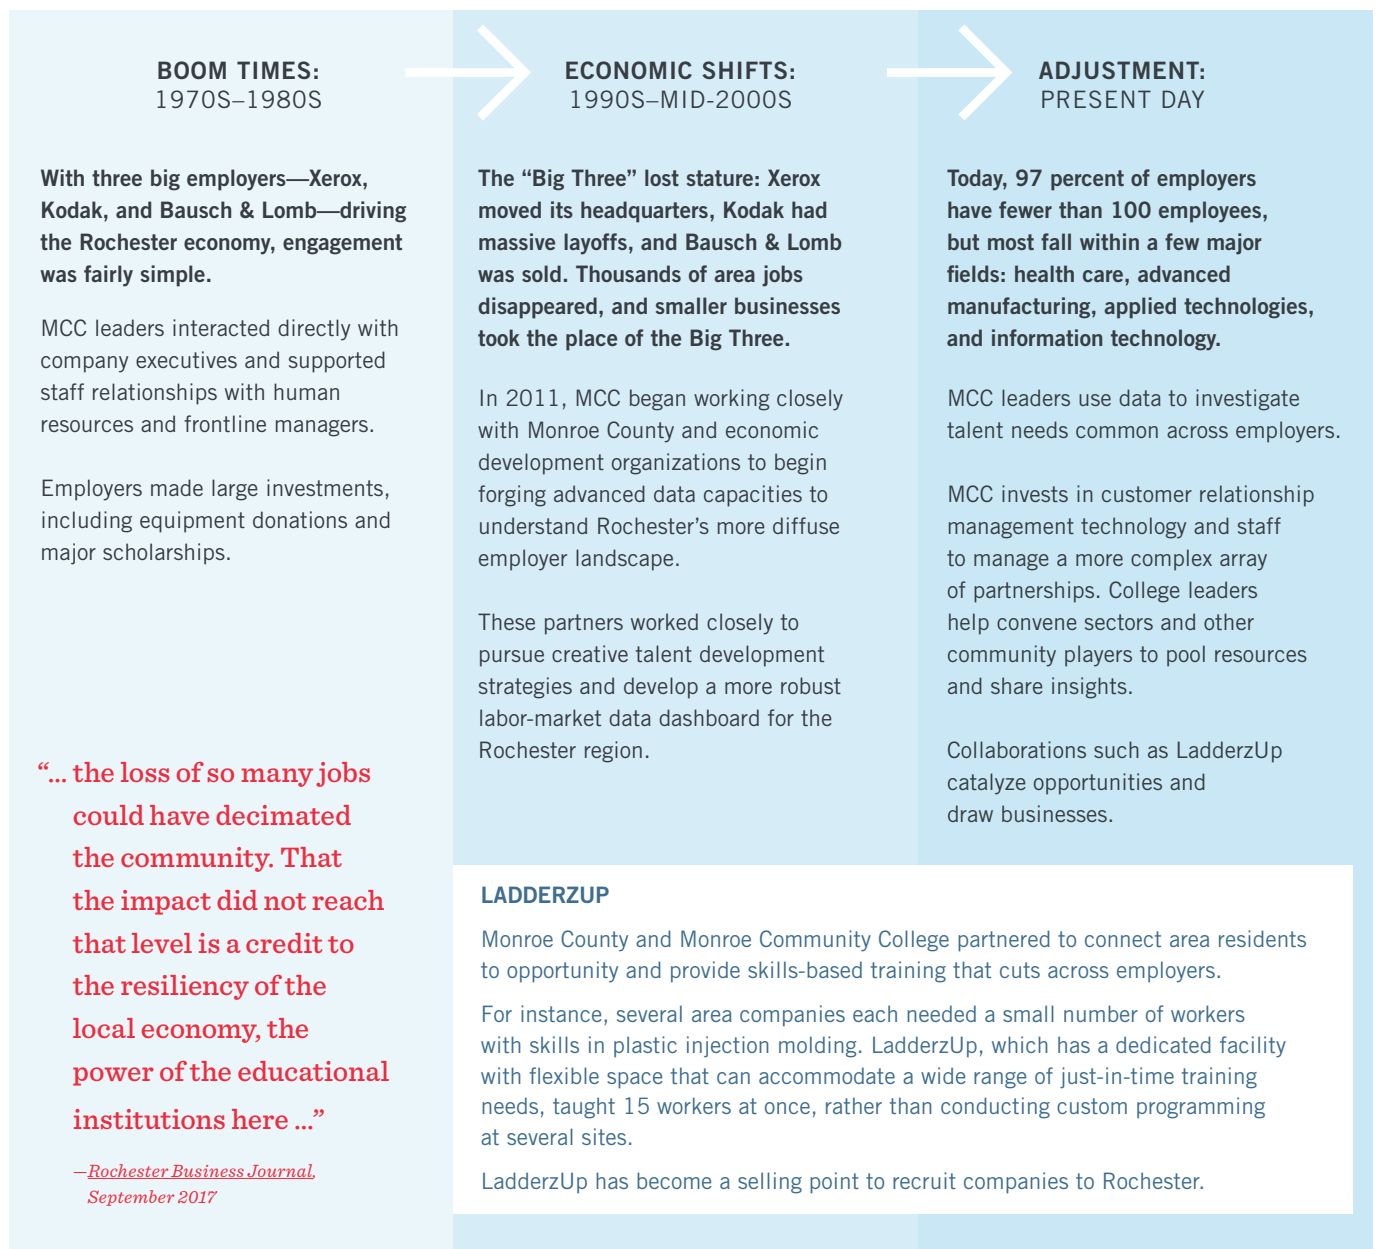 BOOM TIMES:
1970S–1980S
With three big employers—Xerox,
Kodak, and Bausch & Lomb—driving
the Rochester economy, engagement
was fairly simple.
MCC leaders interacted directly with
company executives and supported
staff relationships with human
resources and frontline managers.
Employers made large investments,
including equipment donations and
major scholarships.
“... the loss of so many jobs
could have decimated
the community. That
the impact did not reach
that level is a credit to
the resiliency of the
local economy, the
power of the educational
institutions here ...”
—Rochester Business Journal,
September 2017
ECONOMIC SHIFTS:
1990S–MID-2000S
The “Big Three” lost stature: Xerox
moved its headquarters, Kodak had
massive layoffs, and Bausch & Lomb
was sold. Thousands of area jobs
disappeared, and smaller businesses
took the place of the Big Three.
In 2011, MCC began working closely
with Monroe County and economic
development organizations to begin
forging advanced data capacities to
understand Rochester’s more diffuse
employer landscape.
These partners worked closely to
pursue creative talent development
strategies and develop a more robust
labor-market data dashboard for the
Rochester region.
ADJUSTMENT:
PRESENT DAY
Today, 97 percent of employers
have fewer than 100 employees,
but most fall within a few major
fields: health care, advanced
manufacturing, applied technologies,
and information technology.
MCC leaders use data to investigate
talent needs common across employers.
MCC invests in customer relationship
management technology and staff
to manage a more complex array
of partnerships. College leaders
help convene sectors and other
community players to pool resources
and share insights.
Collaborations such as LadderzUp
catalyze opportunities and
draw businesses.
LADDERZUP
Monroe County and Monroe Community College partnered to connect area residents
to opportunity and provide skills-based training that cuts across employers.
For instance, several area companies each needed a small number of workers
with skills in plastic injection molding. LadderzUp, which has a dedicated facility
with flexible space that can accommodate a wide range of just-in-time training
needs, taught 15 workers at once, rather than conducting custom programming
at several sites.
LadderzUp has become a selling point to recruit companies to Rochester.